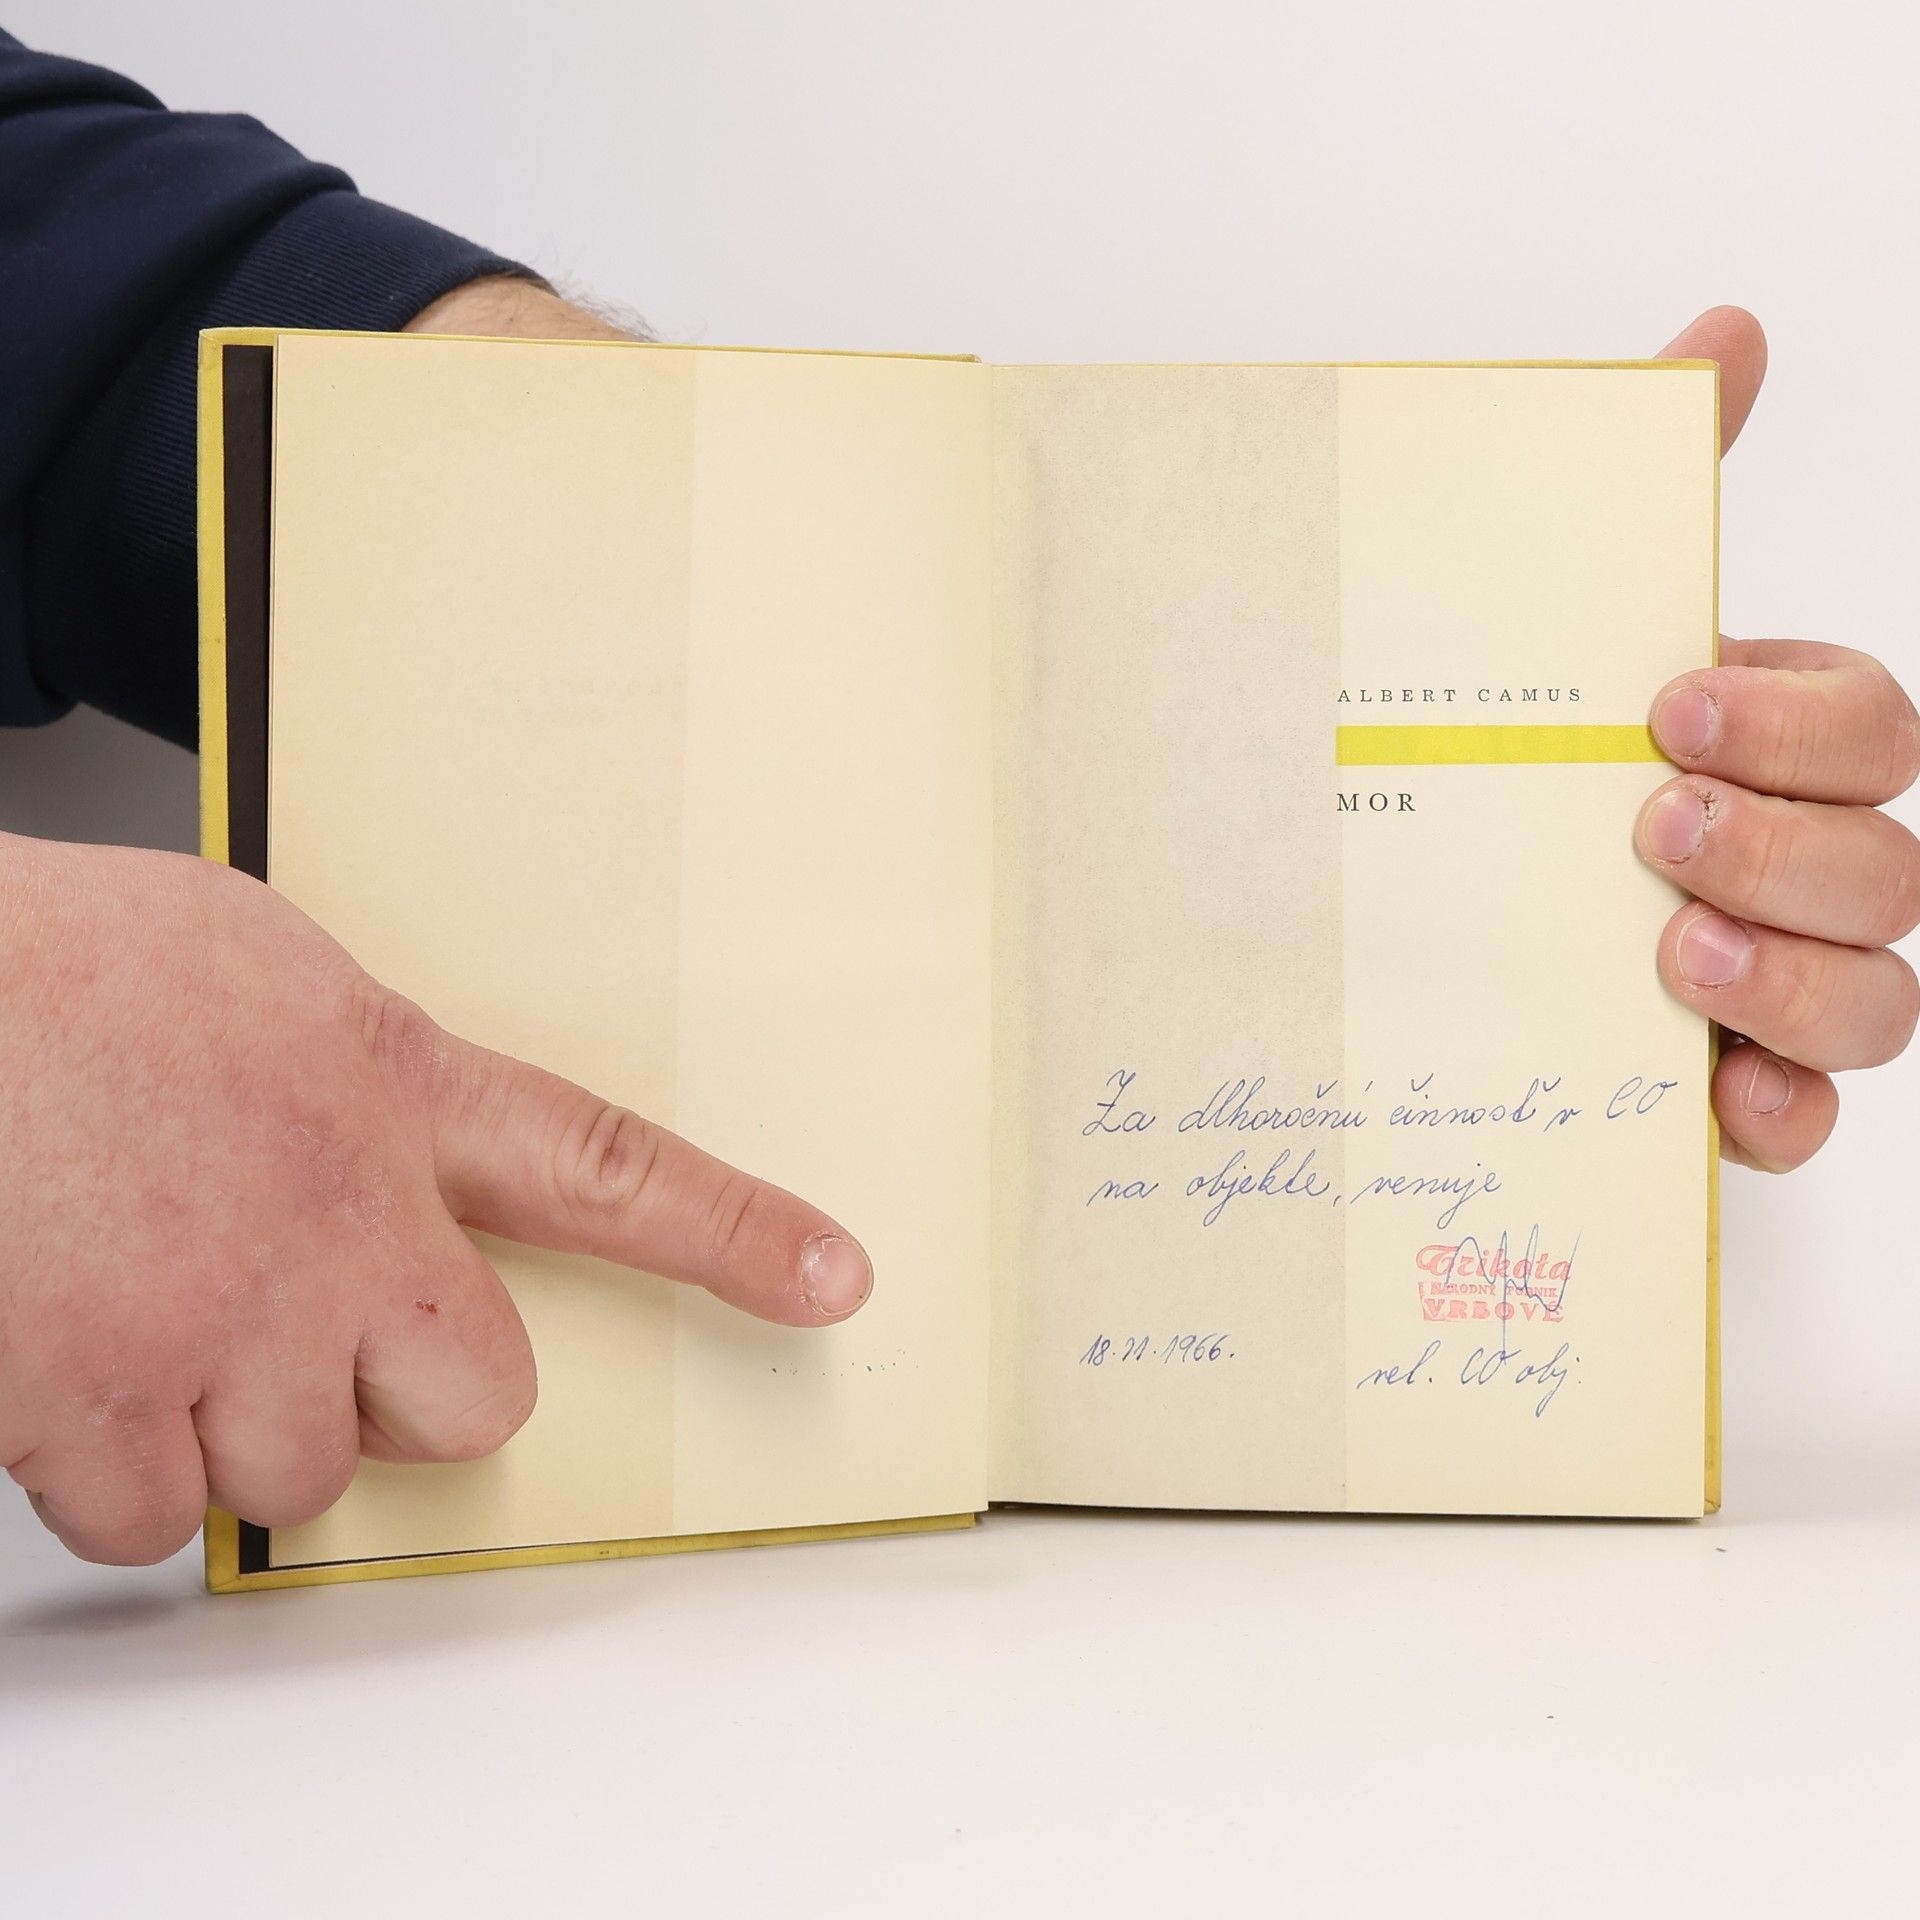 ALBERT CAMUS
MOR
Za dlhoročnú činnosť v CO
na objekte, venuje
Trikota
NÁRODNÝ PODNIK
VRBOVÉ
18.11.1966.
vel. CO obj.